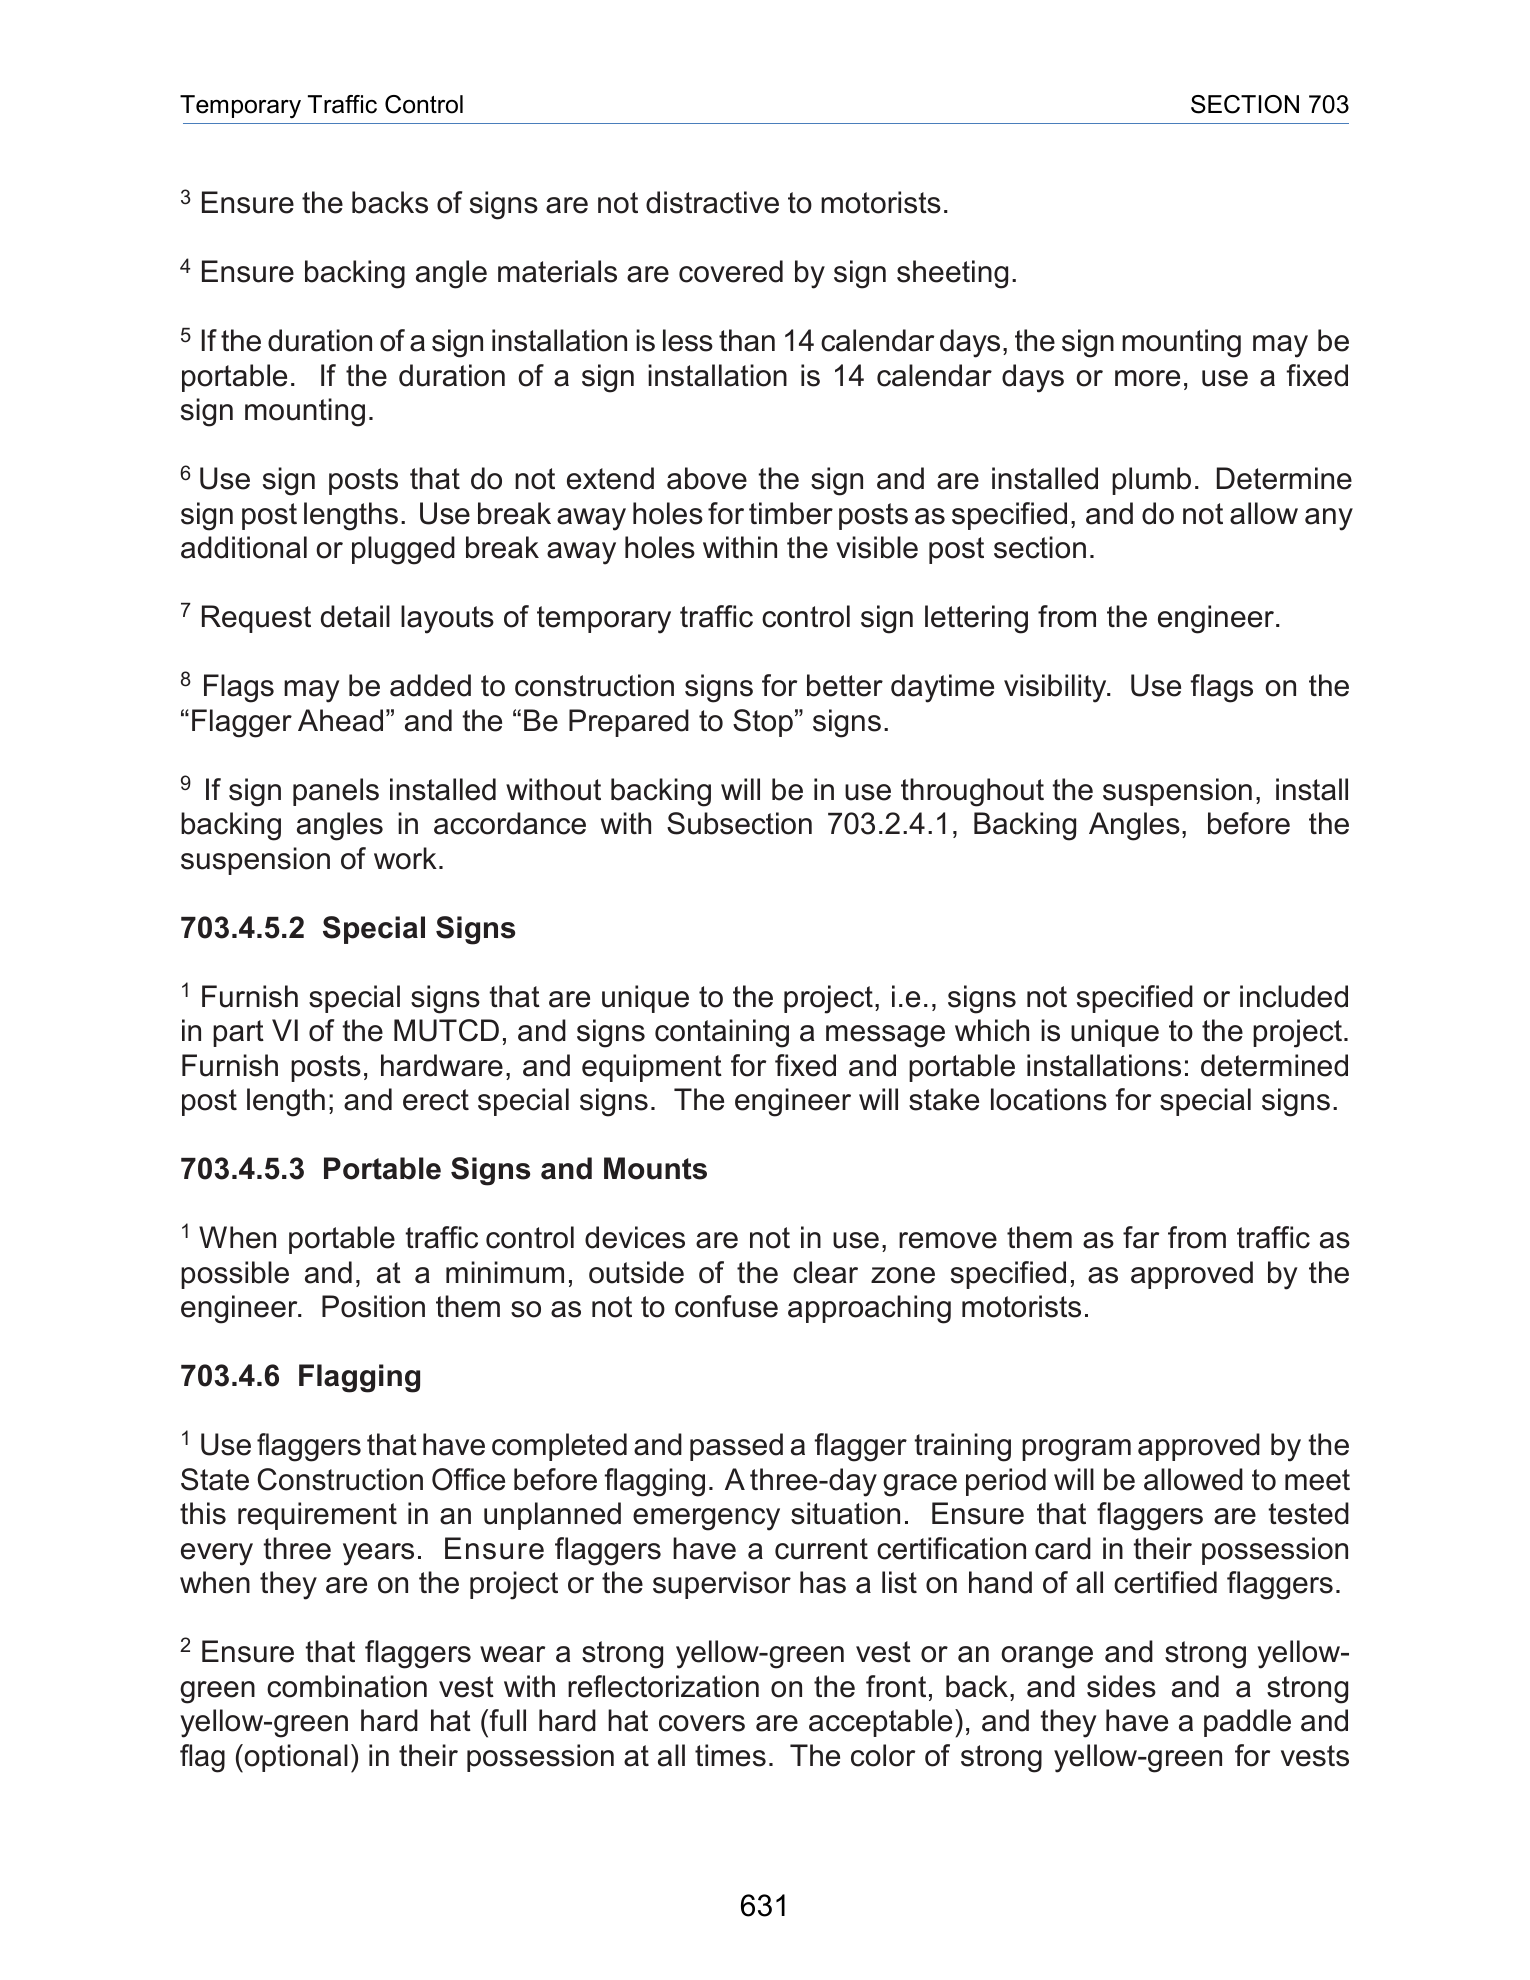 Temporary Traffic Control SECTION 703
3 Ensure the backs of signs are not distractive to motorists.
4 Ensure backing angle materials are covered by sign sheeting.
5 If the duration of a sign installation is less than 14 calendar days, the sign mounting may be
portable. If the duration of a sign installation is 14 calendar days or more, use a fixed
sign mounting.
6 Use sign posts that do not extend above the sign and are installed plumb. Determine
sign post lengths. Use break away holes for timber posts as specified, and do not allow any
additional or plugged break away holes within the visible post section.
7 Request detail layouts of temporary traffic control sign lettering from the engineer.
8 Flags may be added to construction signs for better daytime visibility. Use flags on the
“Flagger Ahead” and the “Be Prepared to Stop” signs.
9 If sign panels installed without backing will be in use throughout the suspension, install
backing angles in accordance with Subsection 703.2.4.1, Backing Angles, before the
suspension of work.
703.4.5.2 Special Signs
1 Furnish special signs that are unique to the project, i.e., signs not specified or included
in part VI of the MUTCD, and signs containing a message which is unique to the project.
Furnish posts, hardware, and equipment for fixed and portable installations: determined
post length; and erect special signs. The engineer will stake locations for special signs.
703.4.5.3 Portable Signs and Mounts
1 When portable traffic control devices are not in use, remove them as far from traffic as
possible and, at a minimum, outside of the clear zone specified, as approved by the
engineer. Position them so as not to confuse approaching motorists.
703.4.6 Flagging
1 Use flaggers that have completed and passed a flagger training program approved by the
State Construction Office before flagging. A three-day grace period will be allowed to meet
this requirement in an unplanned emergency situation. Ensure that flaggers are tested
every three years. Ensure flaggers have a current certification card in their possession
when they are on the project or the supervisor has a list on hand of all certified flaggers.
2 Ensure that flaggers wear a strong yellow-green vest or an orange and strong yellow-
green combination vest with reflectorization on the front, back, and sides and a strong
yellow-green hard hat (full hard hat covers are acceptable), and they have a paddle and
flag (optional) in their possession at all times. The color of strong yellow-green for vests
631